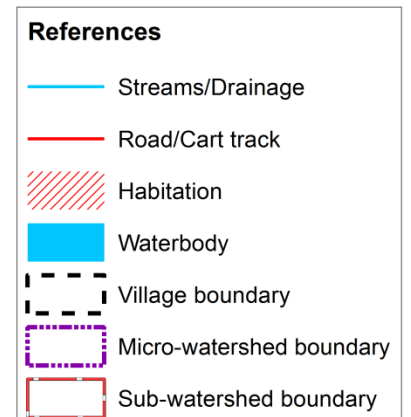 References
Streams/Drainage
Road/Cart track
Habitation
Waterbody
Village boundary
Micro-watershed boundary
Sub-watershed boundary